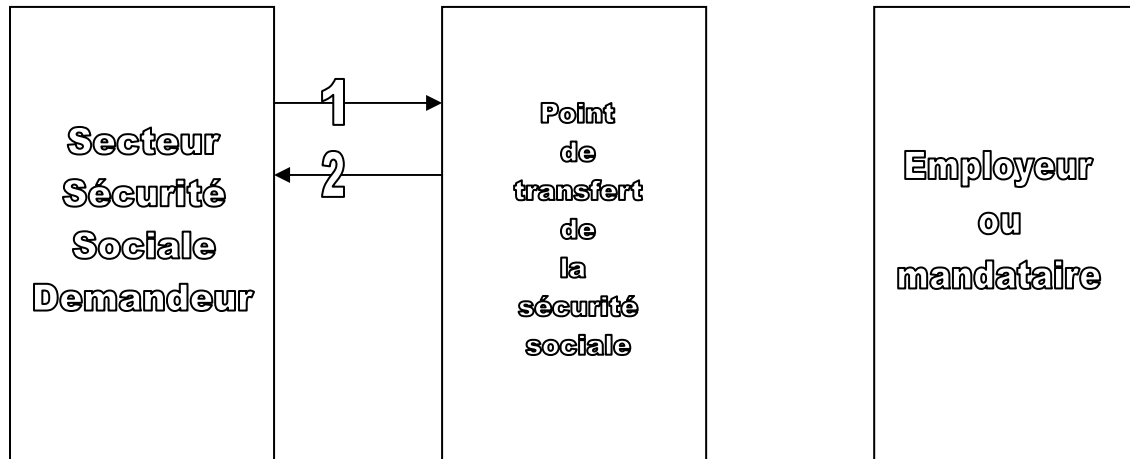 Secteur
Sécurité
Sociale
Demandeur
1
2
Point
de
transfert
de
la
sécurité
sociale
Employeur
ou
mandataire